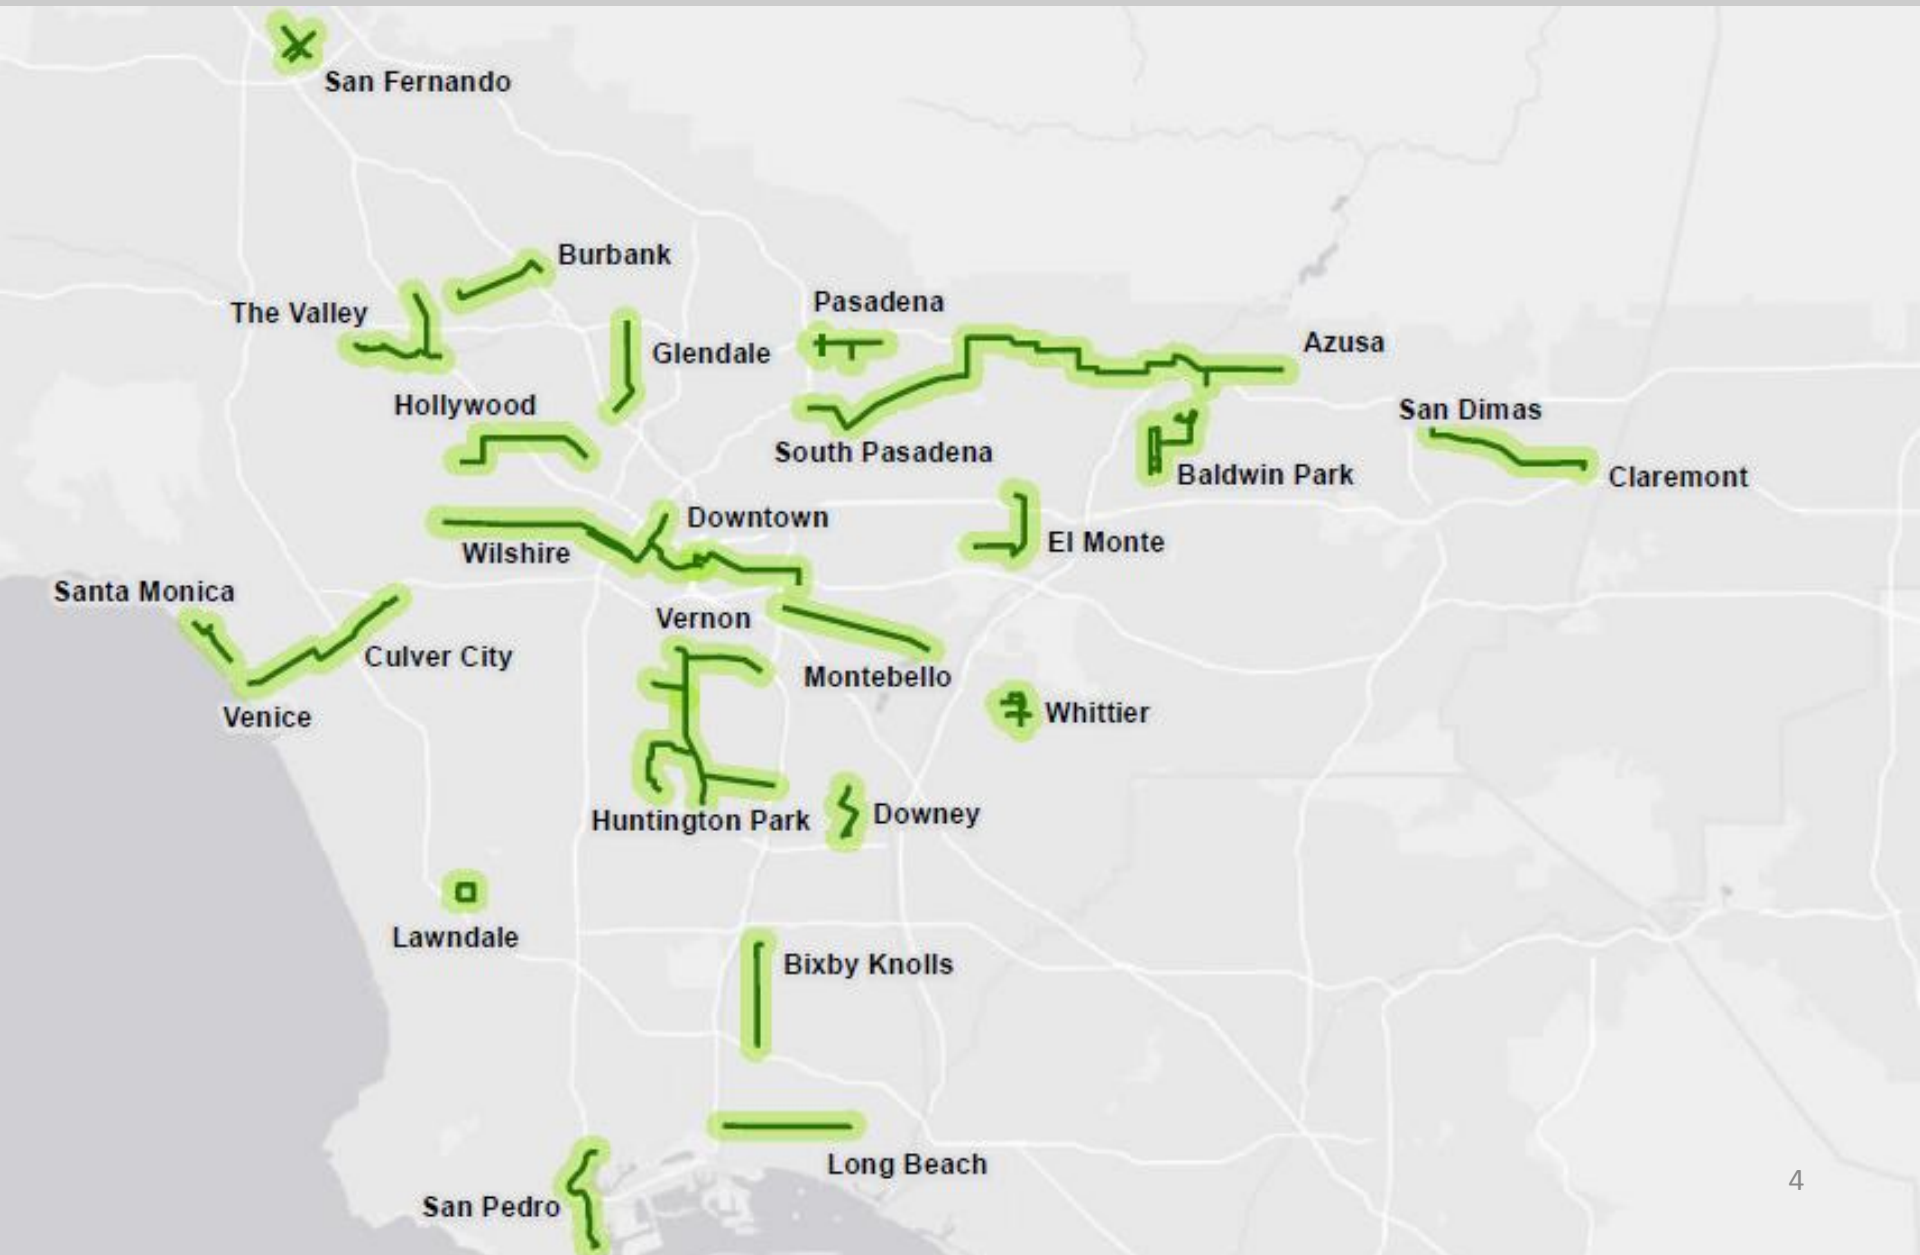 San Fernando
Burbank
Pasadena
The Valley
Azusa
Glendale
Hollywood
San Dimas
South Pasadena
Baldwin Park
Claremont
Downtown
El Monte
Wilshire
Santa Monica
Vernon
Culver City
Montebello
Whittier
Venice
Downey
Huntington Park
Lawndale
Bixby Knolls
Long Beach
4
San Pedro